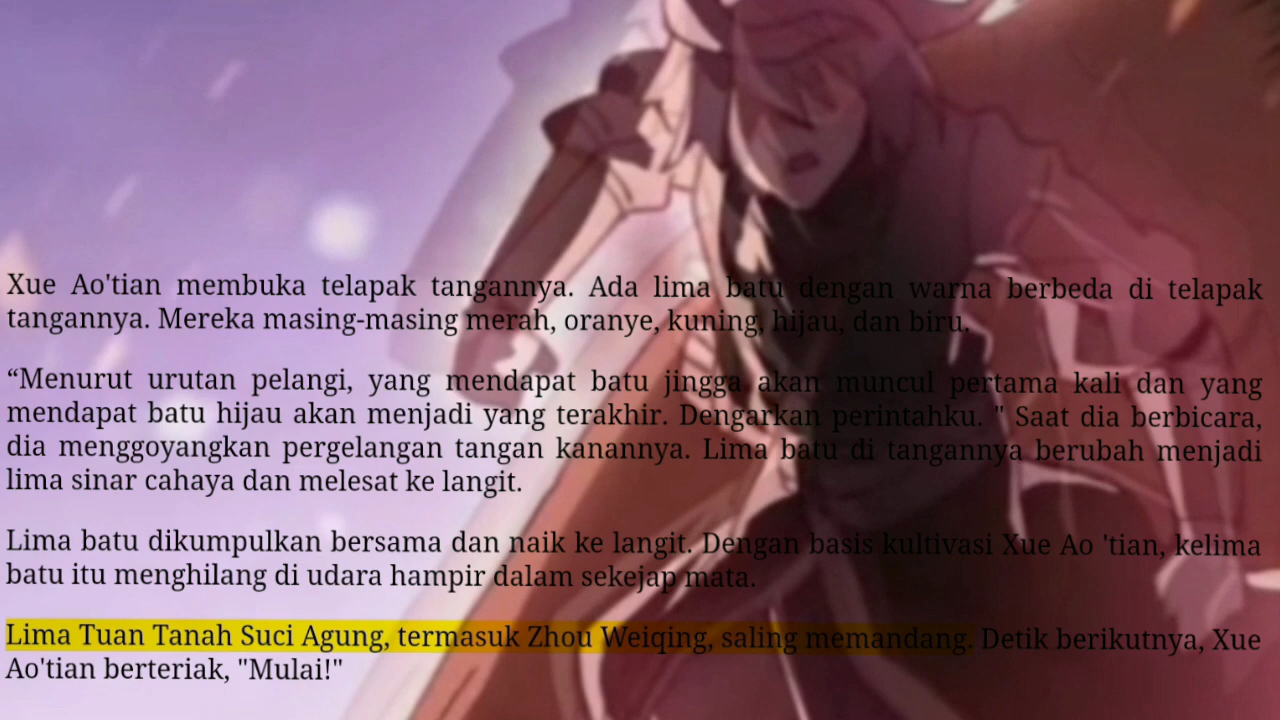 Xue Ao'tian membuka telapak tangannya. Ada lima batu dengan warna berbeda di telapak
tangannya. Mereka masing-masing merah, oranye, kuning, hijau, dan biru.
“Menurut urutan pelangi, yang mendapat batu jingga akan muncul pertama kali dan yang
mendapat batu hijau akan menjadi yang terakhir. Dengarkan perintahku. " Saat dia berbicara,
dia menggoyangkan pergelangan tangan kanannya. Lima batu di tangannya berubah menjadi
lima sinar cahaya dan melesat ke langit.
Lima batu dikumpulkan bersama dan naik ke langit. Dengan basis kultivasi Xue Ao 'tian, kelima
batu itu menghilang di udara hampir dalam sekejap mata.
Lima Tuan Tanah Suci Agung, termasuk Zhou Weiqing, saling memandang. Detik berikutnya, Xue
Ao'tian berteriak, "Mulai!"